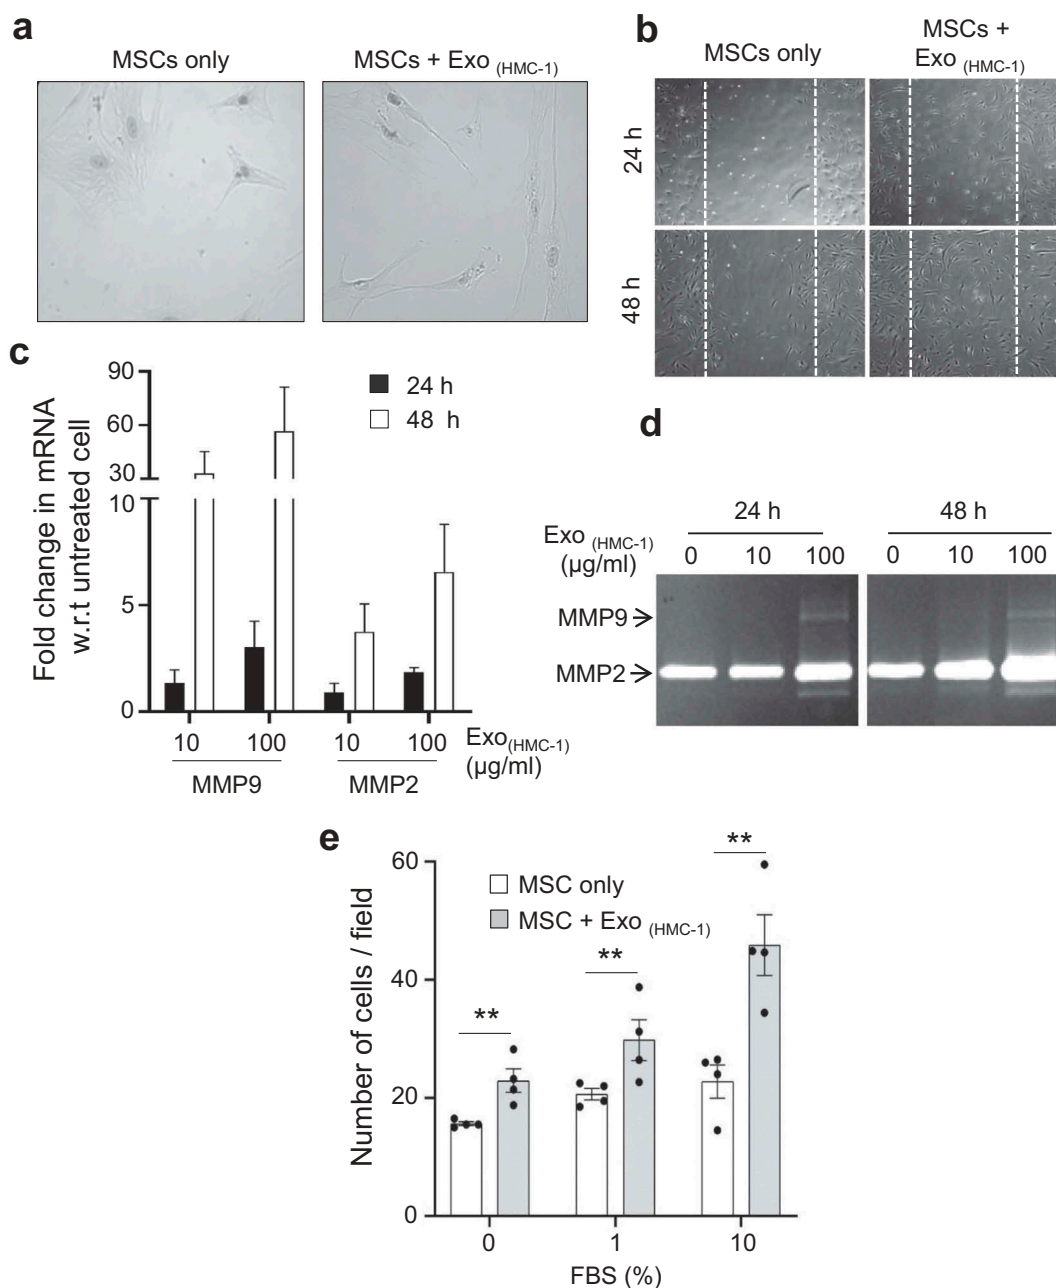 a
MSCs only
MSCs + Exo (HMC-1)
b
MSCs only
MSCs +
Exo (HMC-1)
24 h
48 h
c
Fold change in mRNA
w.r.t untreated cell
90
60
30
10
5
0
24 h
48 h
10 100 10 100
Exo(HMC-1)
(µg/ml)
MMP9 MMP2
d
24 h 48 h
Exo (HMC-1)
(µg/ml)
0 10 100 0 10 100
MMP9
MMP2
e
Number of cells / field
60
40
20
0
MSC only
MSC + Exo (HMC-1)
**
**
**
0 1 10
FBS (%)